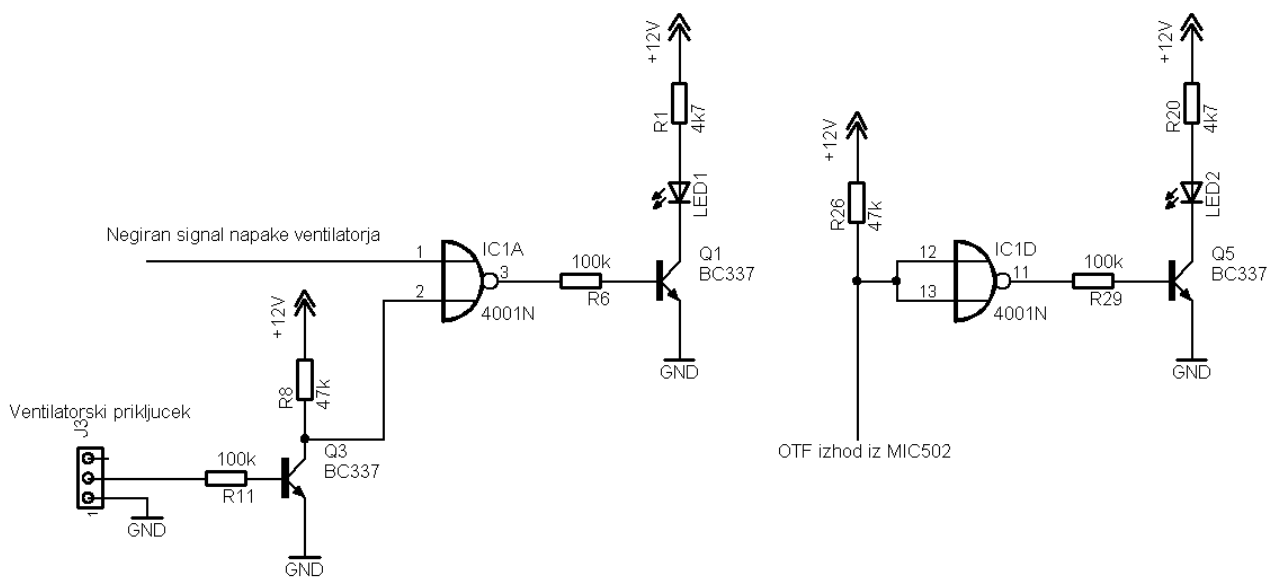 +12V
R1
4k7
LED1
Negiran signal napake ventilatorja
1
2
IC1A
3
4001N
100k
R6
Q1
BC337
GND
+12V
R8
47k
Ventilatorski prikljucek
J3
1
GND
100k
R11
Q3
BC337
GND
+12V
R26
47k
12
13
IC1D
11
4001N
100k
R29
+12V
R20
4k7
LED2
Q5
BC337
GND
OTF izhod iz MIC502